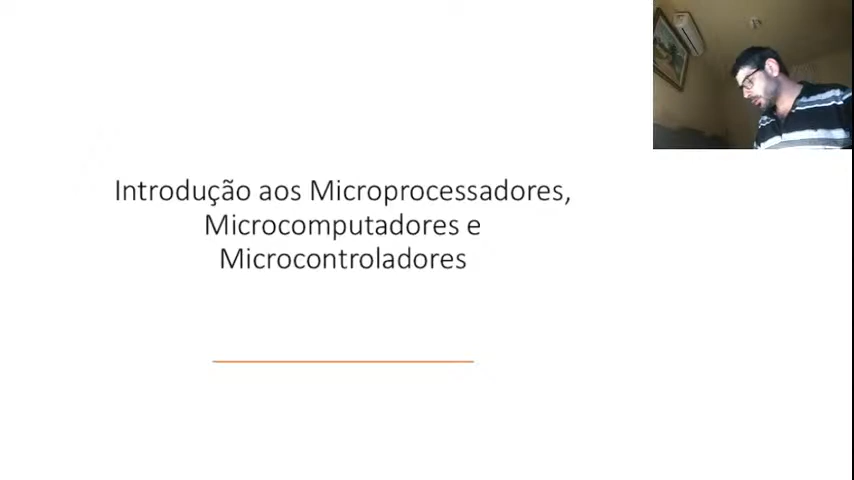 Introdução aos Microprocessadores,
Microcomputadores e
Microcontroladores